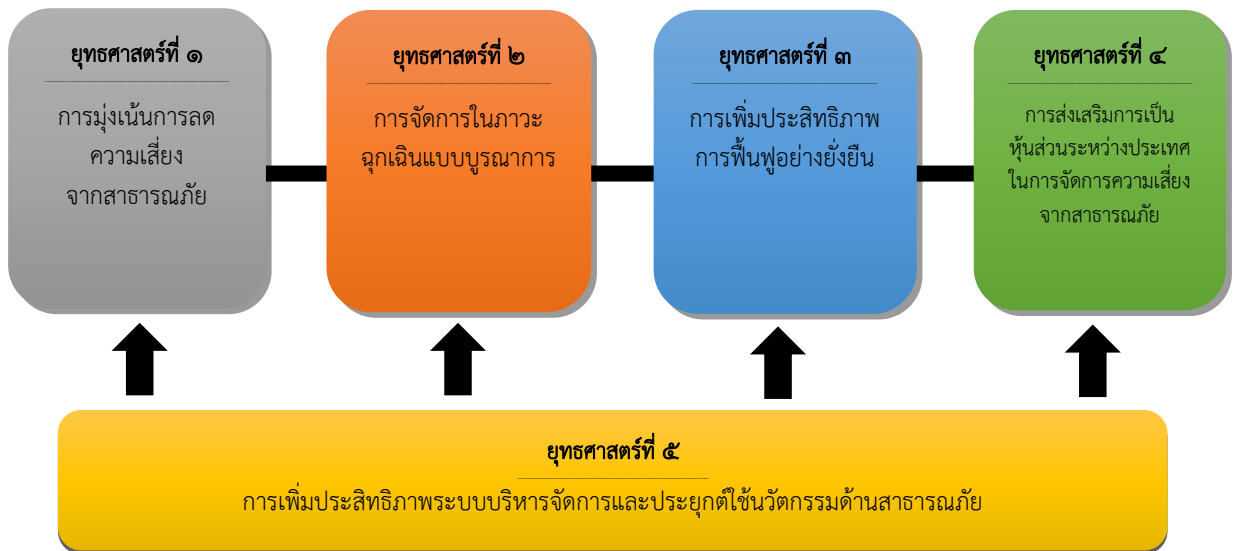 ยุทธศาสตร์ที่ ๑
การมุ่งเน้นการลด
ความเสี่ยง
จากสาธารณภัย
ยุทธศาสตร์ที่ ๒
การจัดการในภาวะ
ฉุกเฉินแบบบูรณาการ
ยุทธศาสตร์ที่ ๓
การเพิ่มประสิทธิภาพ
การฟื้นฟูอย่างยั่งยืน
ยุทธศาสตร์ที่ ๔
การส่งเสริมการเป็น
หุ้นส่วนระหว่างประเทศ
ในการจัดการความเสี่ยง
จากสาธารณภัย
ยุทธศาสตร์ที่ ๕
การเพิ่มประสิทธิภาพระบบบริหารจัดการและประยุกต์ใช้นวัตกรรมด้านสาธารณภัย